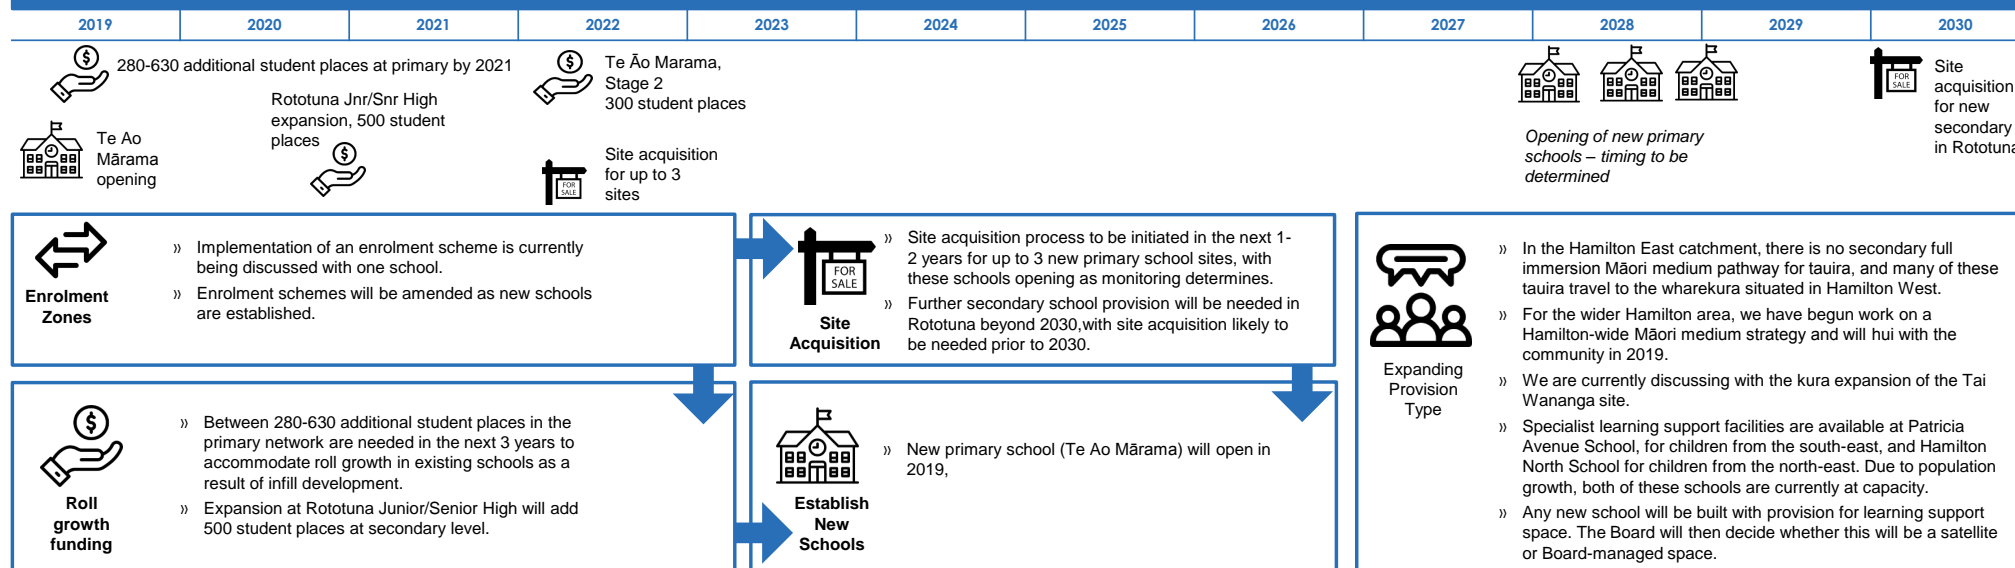 2019 2020 2021 2022 2023 2024 2025 2026 2027 2028 2029 2030
280-630 additional student places at primary by 2021
Rototuna Jnr/Snr High
expansion, 500 student
places
Te Ao
Mārama
opening
Te Āo Marama,
Stage 2
300 student places
Site acquisition
for up to 3
sites
FOR
SALE
Opening of new primary
schools – timing to be
determined
FOR
SALE
Site
acquisition
for new
secondary
in Rototuna
Enrolment
Zones
» Implementation of an enrolment scheme is currently
being discussed with one school.
» Enrolment schemes will be amended as new schools
are established.
FOR
SALE
Site
Acquisition
» Site acquisition process to be initiated in the next 1-
2 years for up to 3 new primary school sites, with
these schools opening as monitoring determines.
» Further secondary school provision will be needed in
Rototuna beyond 2030,with site acquisition likely to
be needed prior to 2030.
Roll
growth
funding
» Between 280-630 additional student places in the
primary network are needed in the next 3 years to
accommodate roll growth in existing schools as a
result of infill development.
» Expansion at Rototuna Junior/Senior High will add
500 student places at secondary level.
Establish
New
Schools
» New primary school (Te Ao Mārama) will open in
2019,
Expanding
Provision
Type
» In the Hamilton East catchment, there is no secondary full
immersion Māori medium pathway for tauira, and many of these
tauira travel to the wharekura situated in Hamilton West.
» For the wider Hamilton area, we have begun work on a
Hamilton-wide Māori medium strategy and will hui with the
community in 2019.
» We are currently discussing with the kura expansion of the Tai
Wananga site.
» Specialist learning support facilities are available at Patricia
Avenue School, for children from the south-east, and Hamilton
North School for children from the north-east. Due to population
growth, both of these schools are currently at capacity.
» Any new school will be built with provision for learning support
space. The Board will then decide whether this will be a satellite
or Board-managed space.